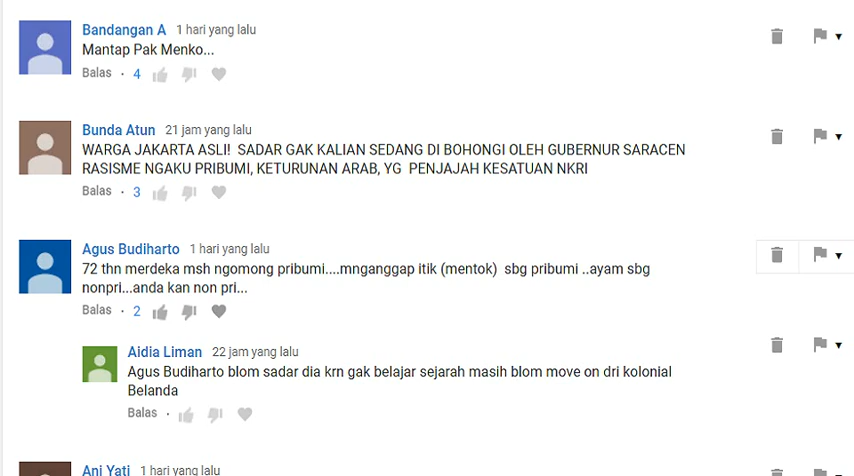 Bandangan A 1 hari yang lalu
Mantap Pak Menko...
Balas · 4
Bunda Atun 21 jam yang lalu
WARGA JAKARTA ASLI! SADAR GAK KALIAN SEDANG DI BOHONGI OLEH GUBERNUR SARACEN
RASISME NGAKU PRIBUMI, KETURUNAN ARAB, YG PENJAJAH KESATUAN NKRI
Balas · 3
Agus Budiharto 1 hari yang lalu
72 thn merdeka msh ngomong pribumi....mnganggap itik (mentok) sbg pribumi ..ayam sbg
nonpri...anda kan non pri...
Balas · 2
Aidia Liman 22 jam yang lalu
Agus Budiharto blom sadar dia krn gak belajar sejarah masih blom move on dri kolonial
Belanda
Balas ·
Ani Yati 1 hari yang lalu